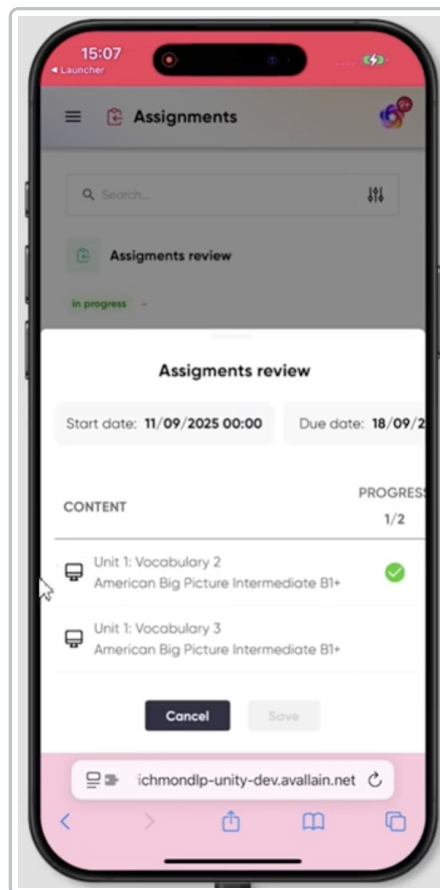 15:07
◀ Launcher
Assignments
9+
Search...
Assigments review
in progress -
Assigments review
Start date: 11/09/2025 00:00 Due date: 18/09/2
CONTENT PROGRESS
1/2
Unit 1: Vocabulary 2
American Big Picture Intermediate B1+
Unit 1: Vocabulary 3
American Big Picture Intermediate B1+
Cancel Save
ichmondlp-unity-dev.avallain.net